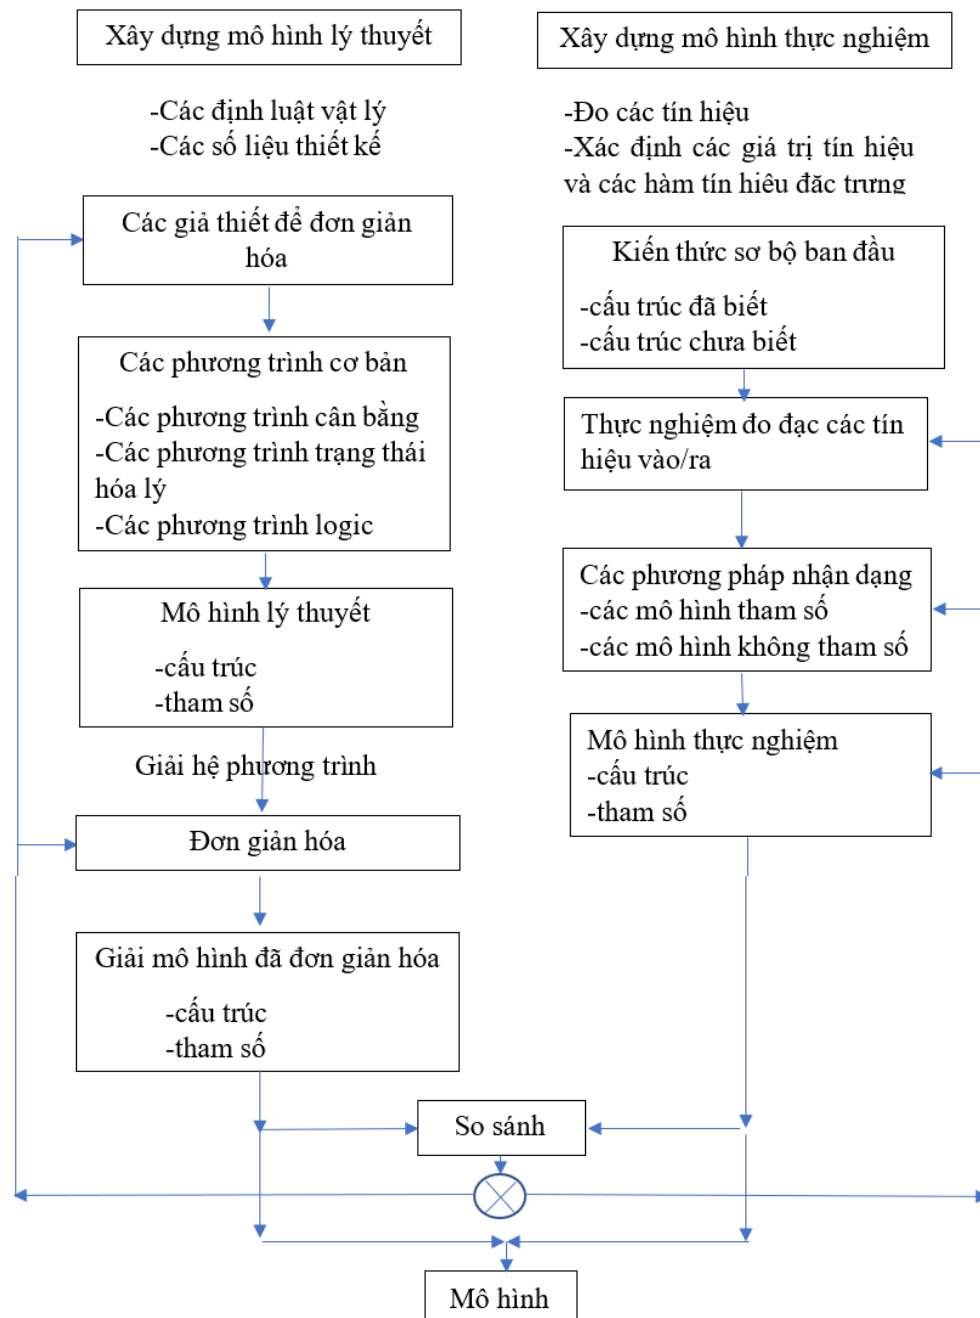 Xây dựng mô hình lý thuyết
-Các định luật vật lý
-Các số liệu thiết kế
Các giả thiết để đơn giản
hóa
Các phương trình cơ bản
-Các phương trình cân bằng
-Các phương trình trạng thái
hóa lý
-Các phương trình logic
Mô hình lý thuyết
-cấu trúc
-tham số
Giải hệ phương trình
Đơn giản hóa
Giải mô hình đã đơn giản hóa
-cấu trúc
-tham số
Xây dựng mô hình thực nghiệm
-Đo các tín hiệu
-Xác định các giá trị tín hiệu
và các hàm tín hiêu đăc trưng
Kiến thức sơ bộ ban đầu
-cấu trúc đã biết
-cấu trúc chưa biết
Thực nghiệm đo đạc các tín
hiệu vào/ra
Các phương pháp nhận dạng
-các mô hình tham số
-các mô hình không tham số
Mô hình thực nghiệm
-cấu trúc
-tham số
So sánh
Mô hình